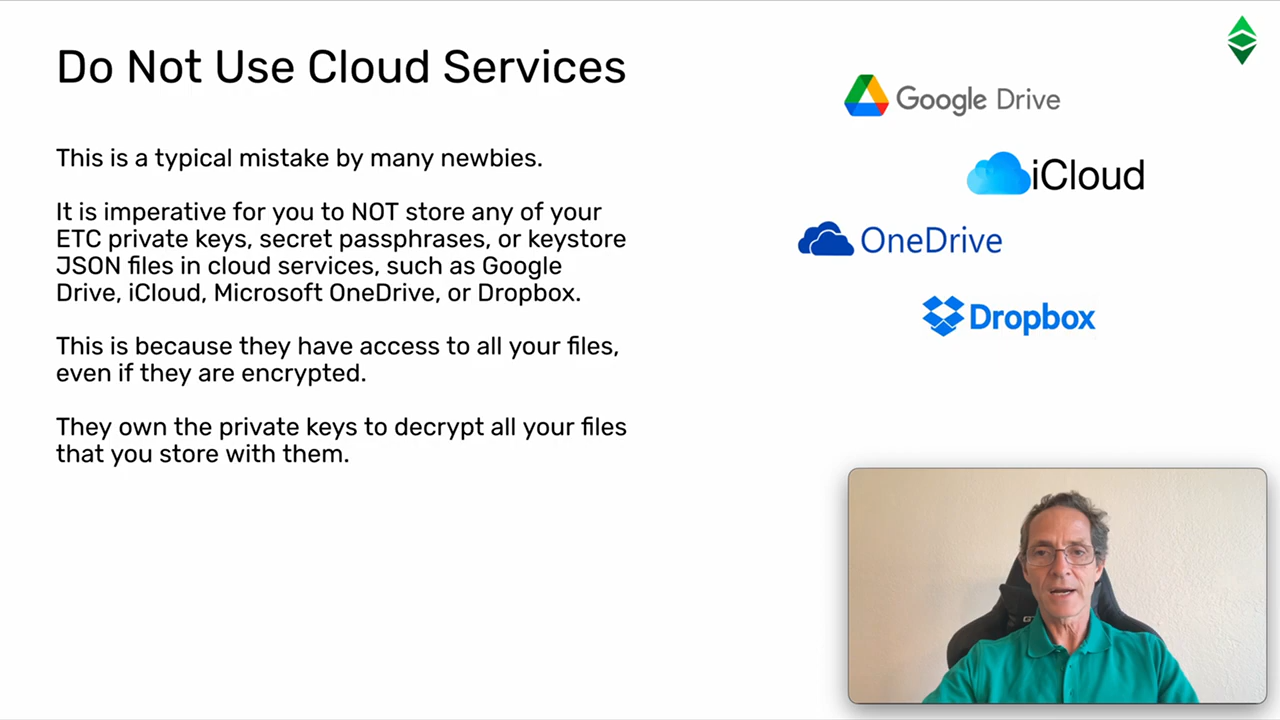 Do Not Use Cloud Services
This is a typical mistake by many newbies.
It is imperative for you to NOT store any of your
ETC private keys, secret passphrases, or keystore
JSON files in cloud services, such as Google
Drive, iCloud, Microsoft OneDrive, or Dropbox.
This is because they have access to all your files,
even if they are encrypted.
They own the private keys to decrypt all your files
that you store with them.
Google Drive
iCloud
OneDrive
Dropbox